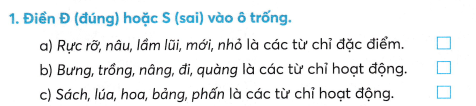 1. Điền Đ (đúng) hoặc S (sai) vào ô trống.
a) Rực rỡ, nâu, lầm lũi, mới, nhỏ là các từ chỉ đặc điểm.
b) Bưng, trồng, nâng, đi, quàng là các từ chỉ hoạt động.
c) Sách, lúa, hoa, bảng, phấn là các từ chỉ hoạt động.